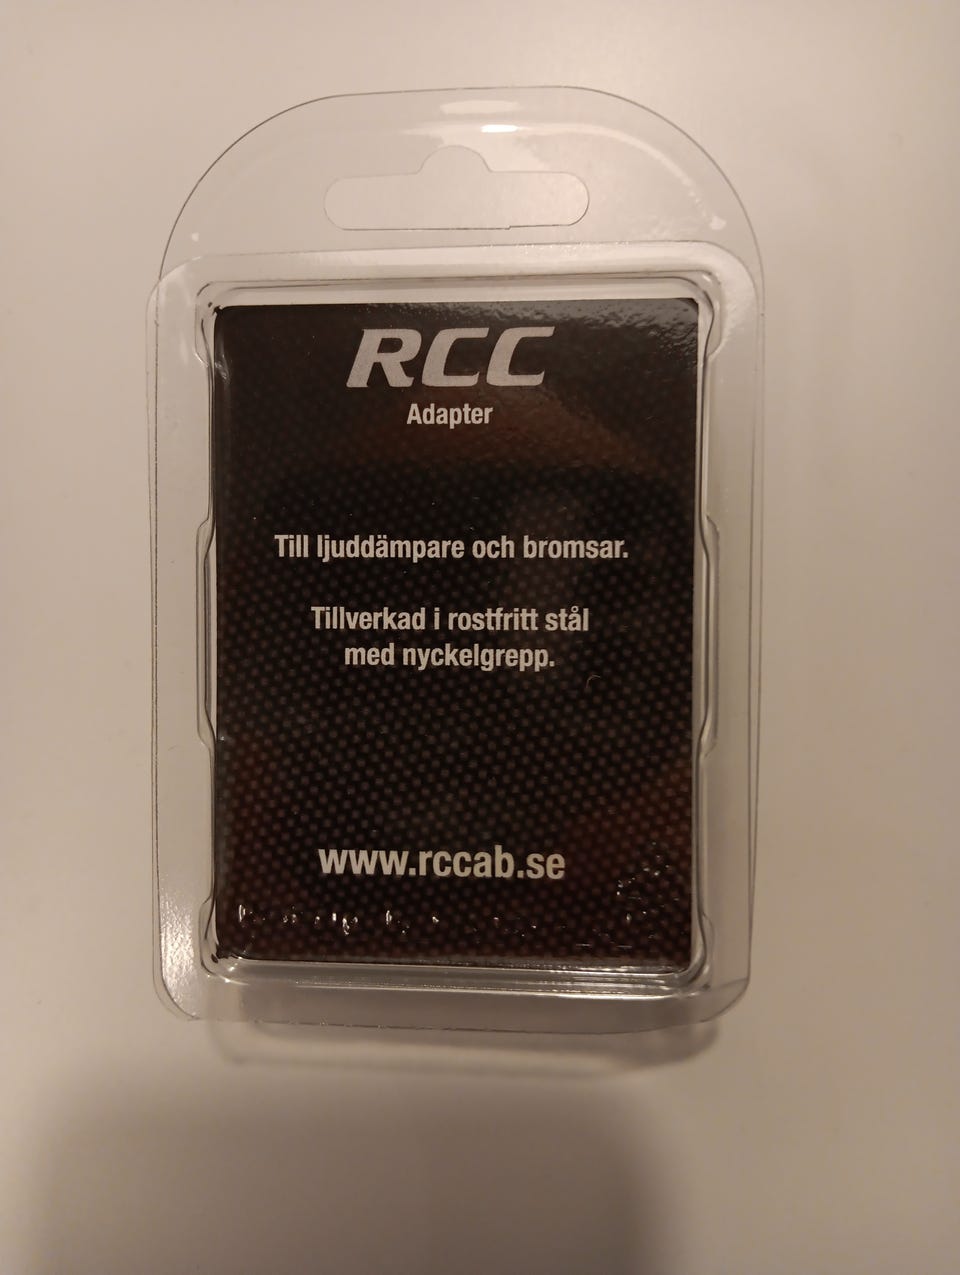 RCC
Adapter
Till ljuddämpare och bromsar.
Tillverkad i rostfritt stål
med nyckelgrepp.
www.rccab.se